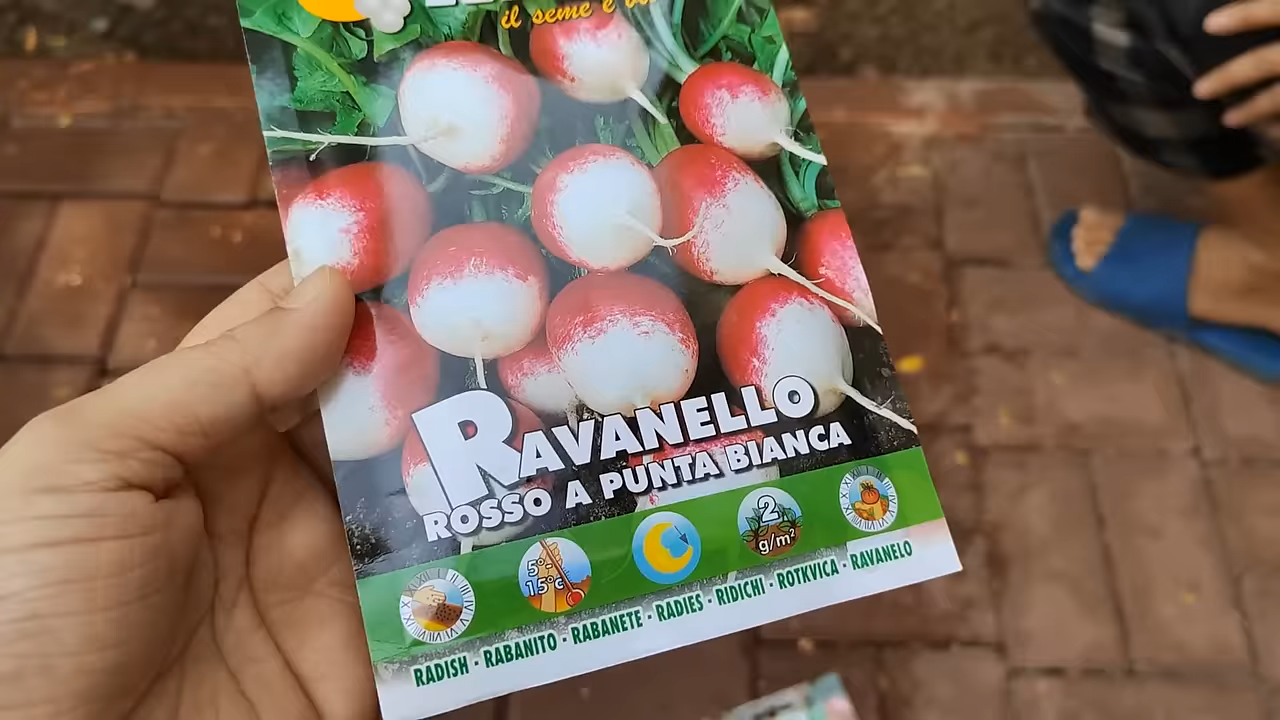 il seme è
RAVANELLO
ROSSO A PUNTA BIANCA
5°-
15°C
2
g/m²
RADISH - RABANITO - RABANETE - RADIES - RIDICHI - ROTKVICA - RAVANELO